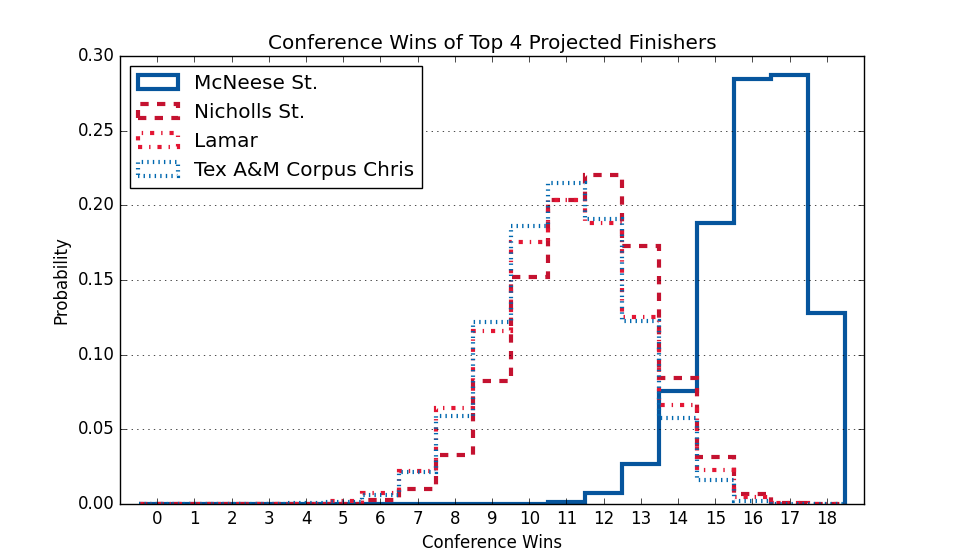 Conference Wins of Top 4 Projected Finishers
McNeese St.
Nicholls St.
Lamar
Tex A&M Corpus Chris
0.30
0.25
0.20
0.15
0.10
0.05
0.00
Probability
0 1 2 3 4 5 6 7 8 9 10 11 12 13 14 15 16 17 18
Conference Wins